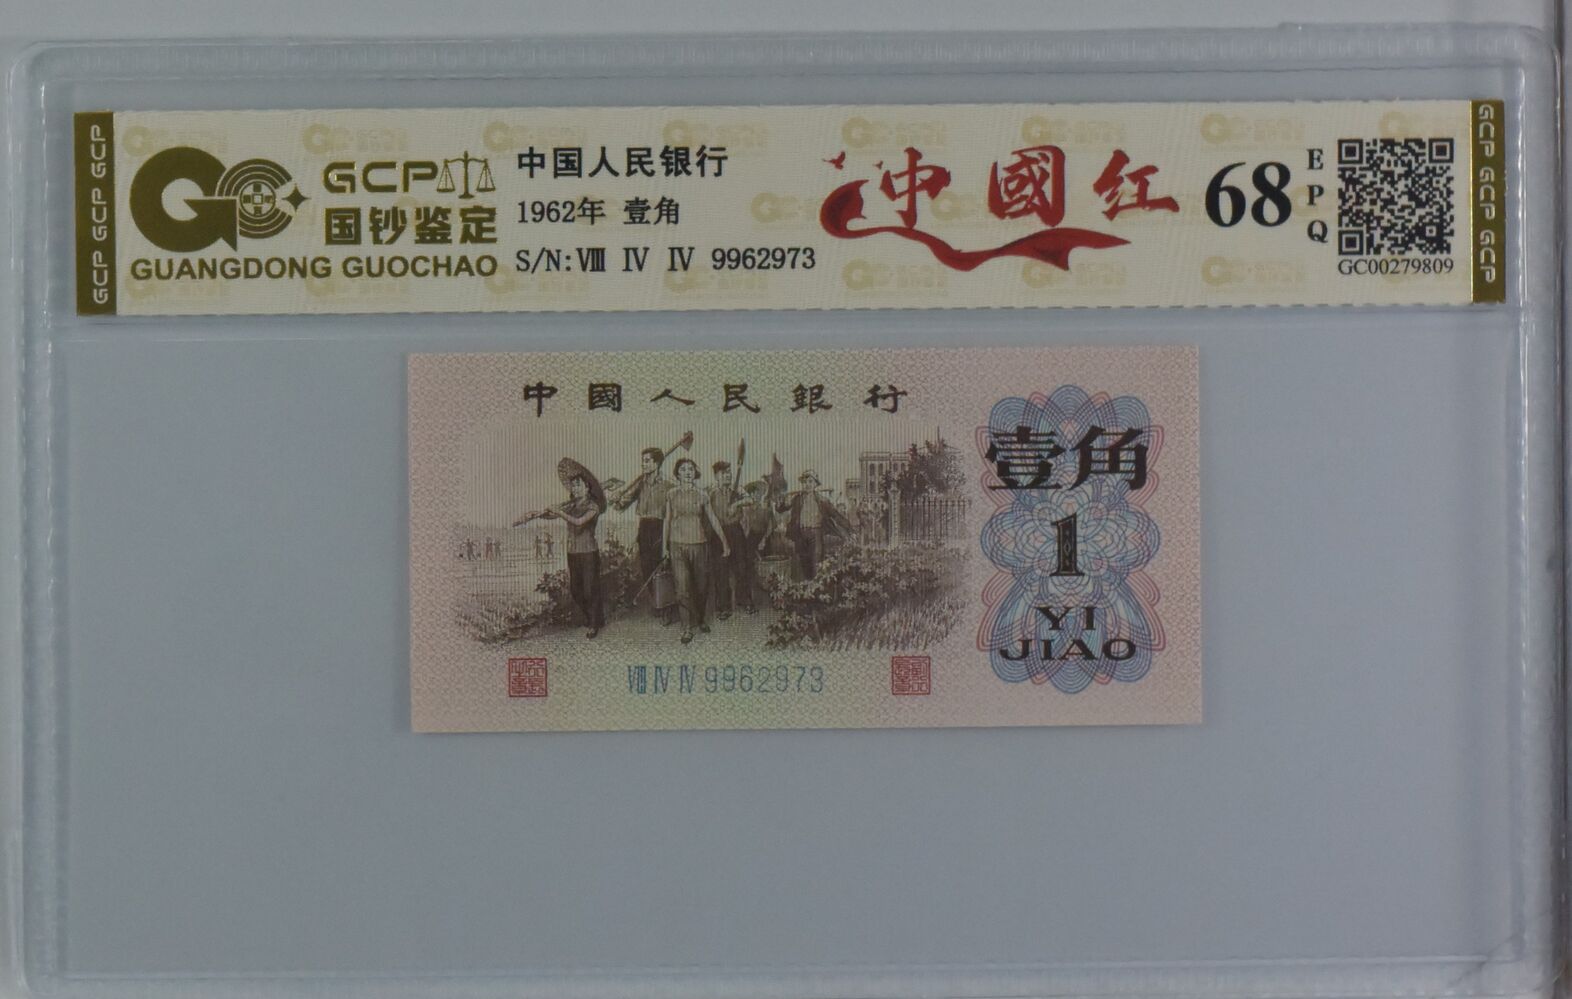 GCP GCP GCP
GCP
国钞鉴定
GUANGDONG GUOCHAO
中国人民银行
1962年 壹角
S/N:Ⅷ Ⅳ Ⅳ 9962973
中國红
68
EPQ
GC00279809
GCP GCP GCP
中國人民銀行
壹角
1
YI
JIAO
Ⅷ Ⅳ Ⅳ 9962973